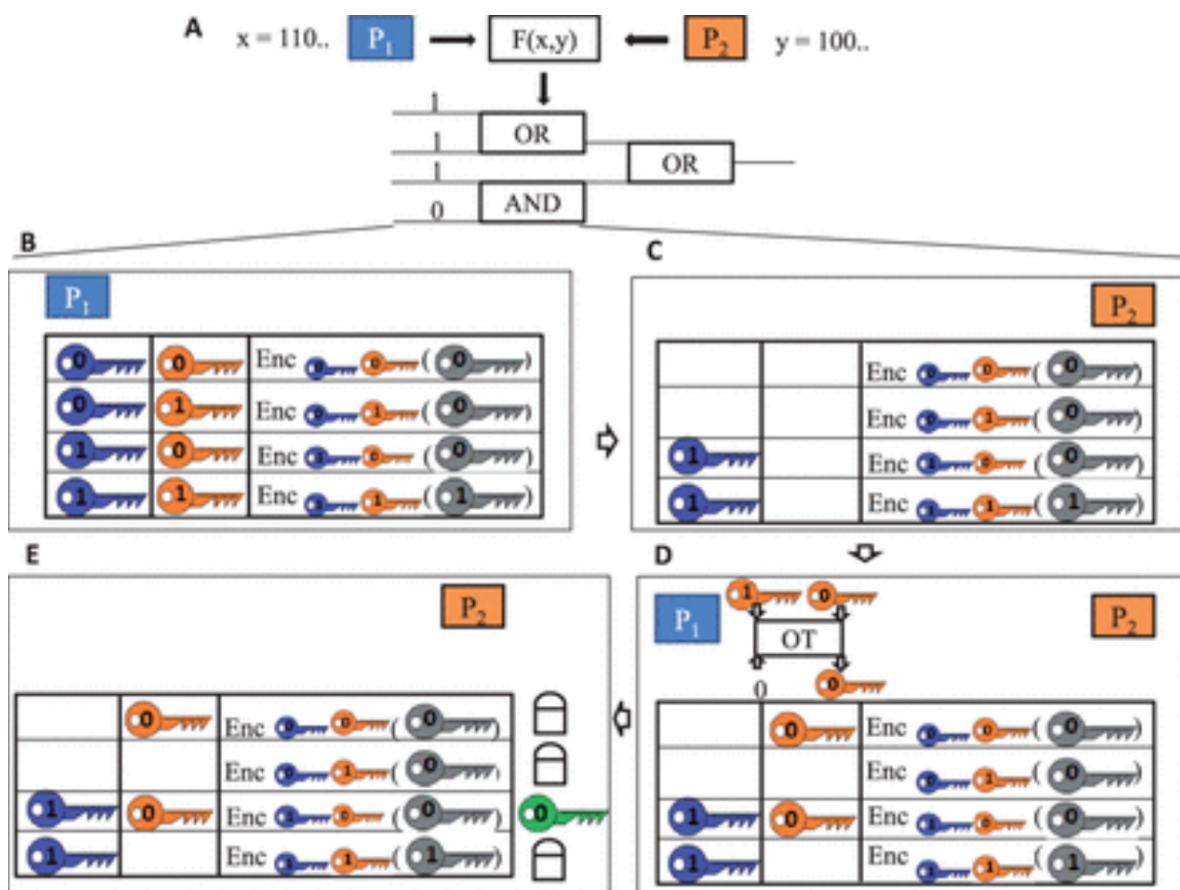 A x = 110.. P1 F(x,y) P2 y = 100..
1
OR
1
OR
1
AND
0
B
P1
0 0 Enc 0 0 ( 0 )
0 1 Enc 0 1 ( 0 )
1 0 Enc 1 0 ( 0 )
1 1 Enc 1 1 ( 1 )
C
P2
Enc 0 0 ( 0 )
Enc 0 1 ( 0 )
1 Enc 1 0 ( 0 )
1 Enc 1 1 ( 1 )
D
P1 1 0 P2
OT
0 0
0 Enc 0 0 ( 0 )
Enc 0 1 ( 0 )
1 0 Enc 1 0 ( 0 )
1 Enc 1 1 ( 1 )
E
P2
0 Enc 0 0 ( 0 )
Enc 0 1 ( 0 )
1 0 Enc 1 0 ( 0 ) 0
1 Enc 1 1 ( 1 )